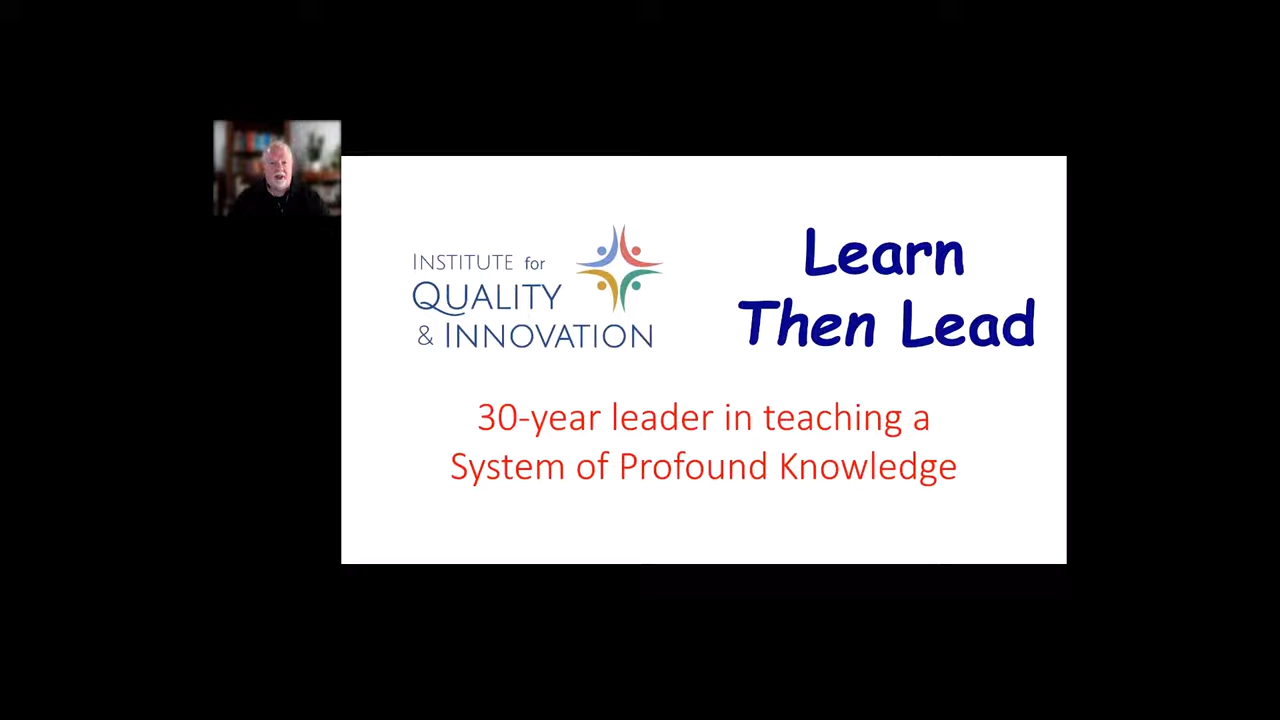 INSTITUTE for
QUALITY
& INNOVATION
Learn
Then Lead
30-year leader in teaching a
System of Profound Knowledge